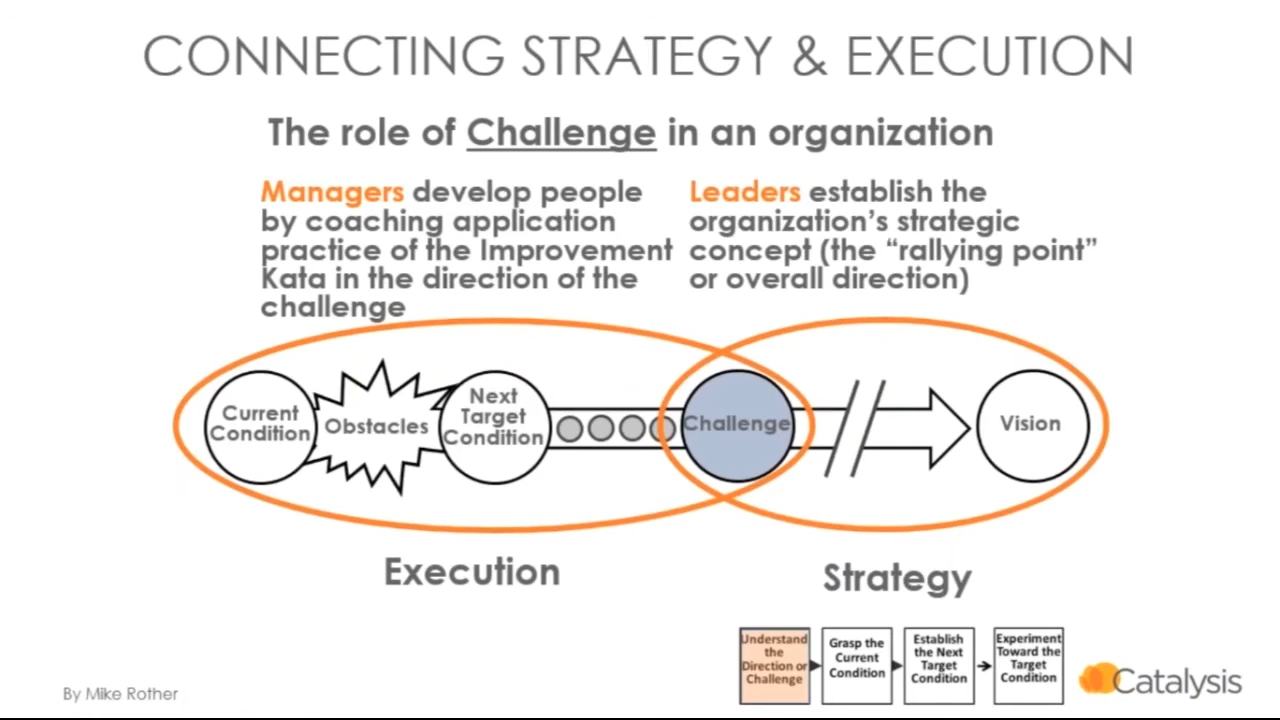 CONNECTING STRATEGY & EXECUTION
The role of Challenge in an organization
Managers develop people
by coaching application
practice of the Improvement
Kata in the direction of the
challenge
Leaders establish the
organization's strategic
concept (the “rallying point”
or overall direction)
Current
Condition
Obstacles
Next
Target
Condition
Challenge
Vision
Execution
Strategy
Understand
the
Direction or
Challenge
Grasp the
Current
Condition
Establish
the Next
Target
Condition
Experiment
Toward the
Target
Condition
By Mike Rother
Catalysis